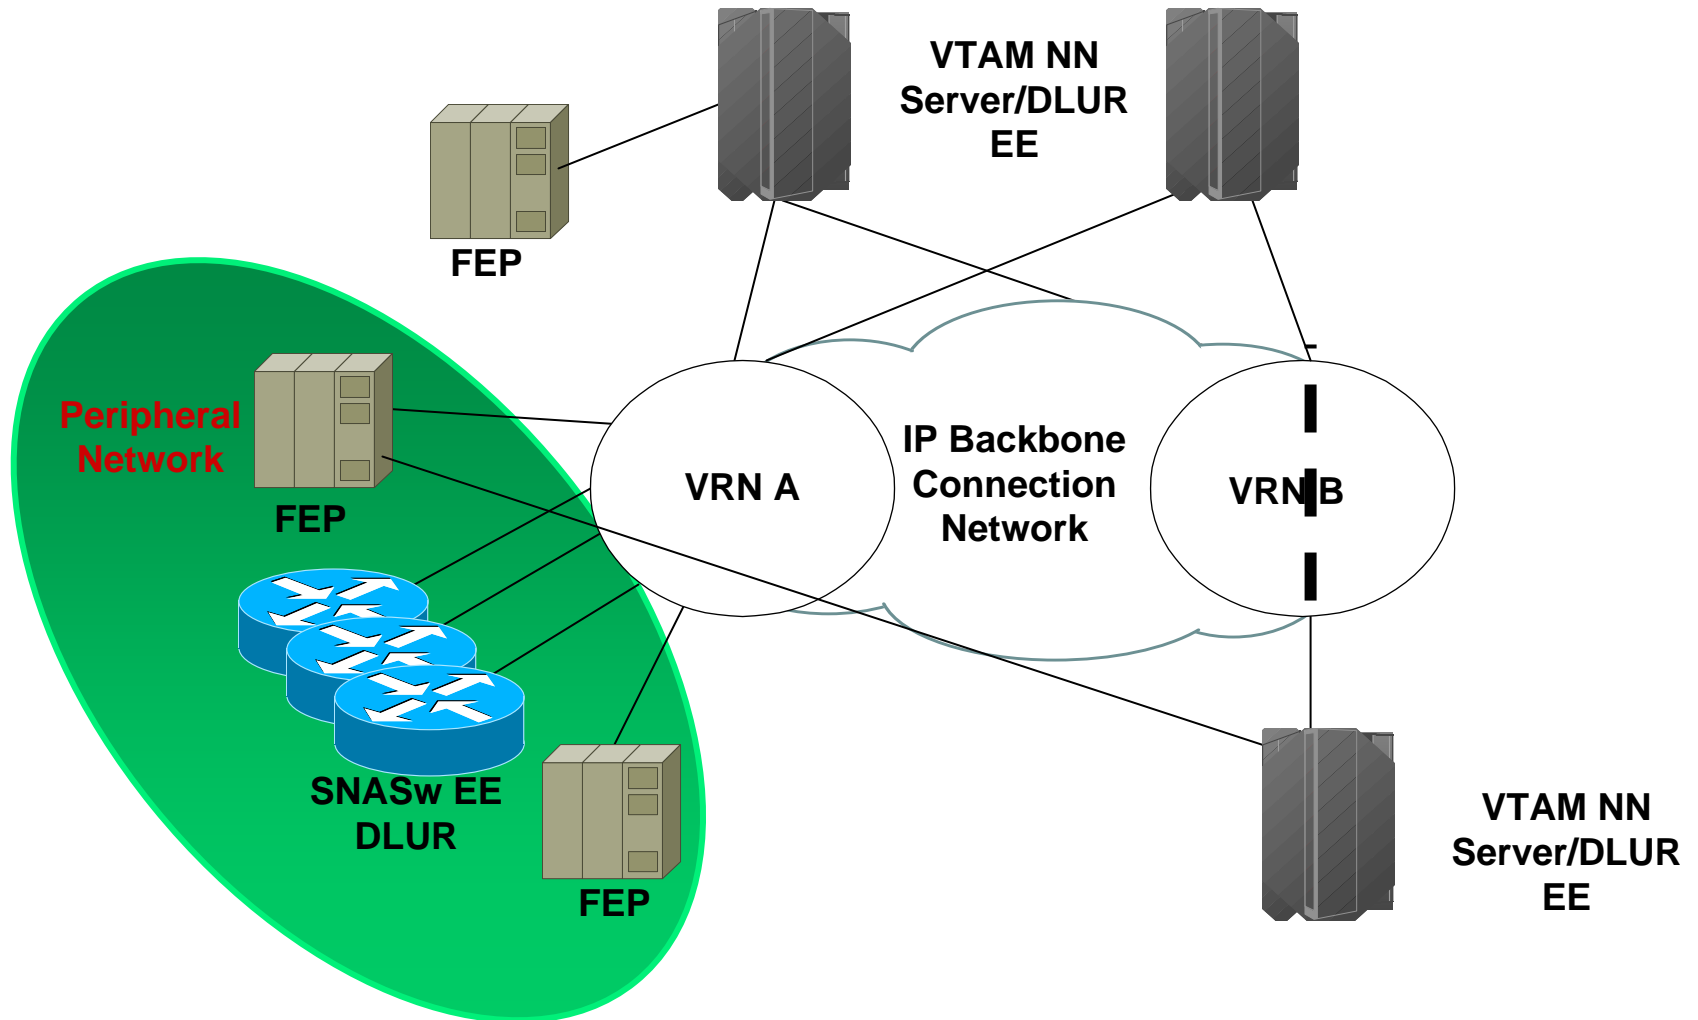 VTAM NN
Server/DLUR
EE
FEP
Peripheral
Network
FEP
VRN A
IP Backbone
Connection
Network
VRN B
SNASw EE
DLUR
FEP
VTAM NN
Server/DLUR
EE